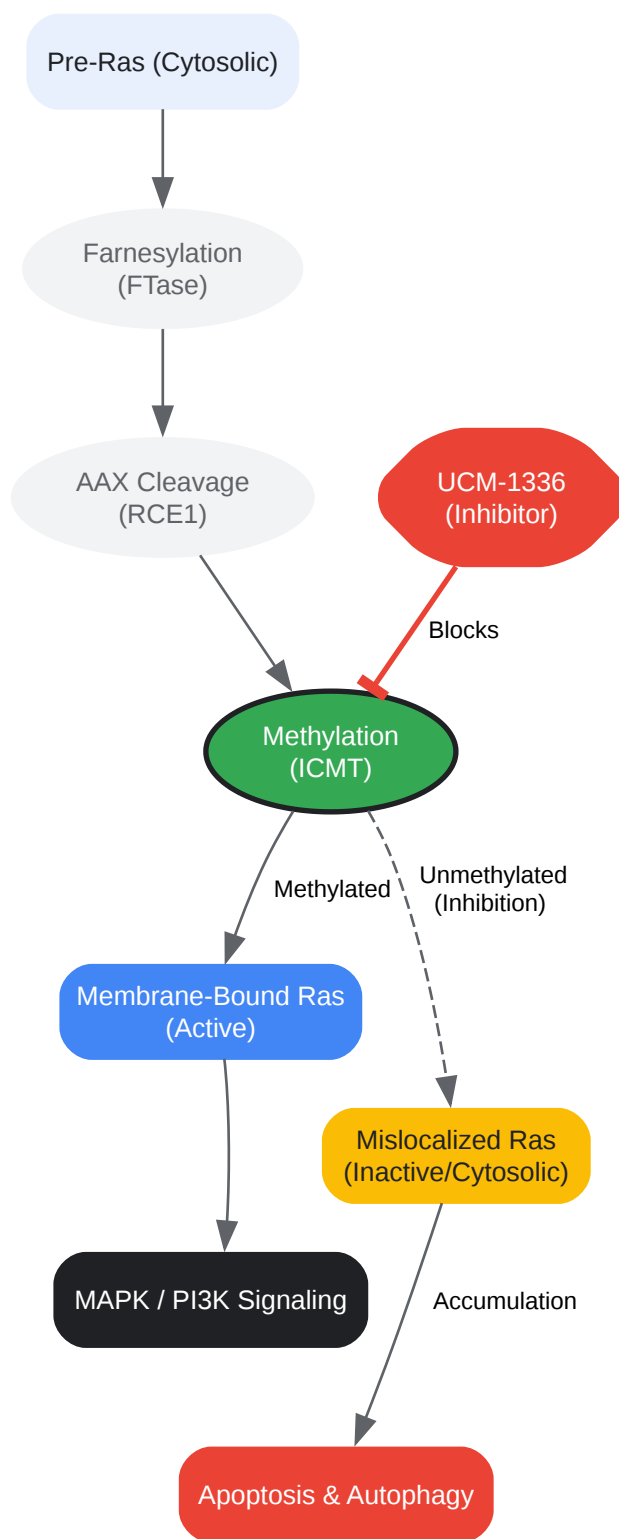 Pre-Ras (Cytosolic)
Farnesylation
(FTase)
AAX Cleavage
(RCE1)
UCM-1336
(Inhibitor)
Blocks
Methylation
(ICMT)
Methylated
Unmethylated
(Inhibition)
Membrane-Bound Ras
(Active)
Mislocalized Ras
(Inactive/Cytosolic)
MAPK / PI3K Signaling
Accumulation
Apoptosis & Autophagy